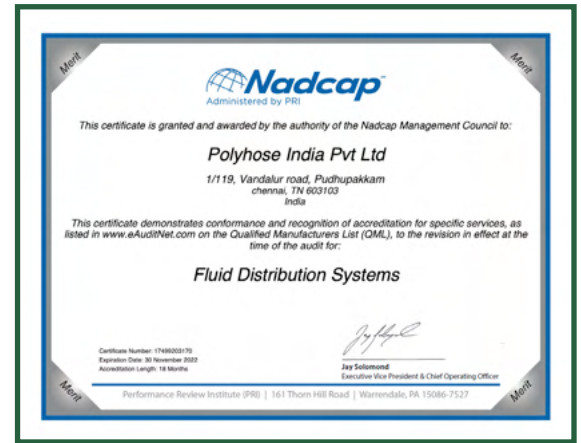 Merit
Merit
Nadcap
Administered by PRI
This certificate is granted and awarded by the authority of the Nadcap Management Council to:
Polyhose India Pvt Ltd
1/119, Vandalur road, Pudhupakkam
chennai, TN 603103
India
This certificate demonstrates conformance and recognition of accreditation for specific services, as
listed in www.eAuditNet.com on the Qualified Manufacturers List (QML), to the revision in effect at the
time of the audit for:
Fluid Distribution Systems
Certificate Number: 17499203170
Expiration Date: 30 November 2022
Accreditation Length: 18 Months
Jay Solomond
Executive Vice President & Chief Operating Officer
Performance Review Institute (PRI) | 161 Thorn Hill Road | Warrendale, PA 15086-7527
Merit
Merit